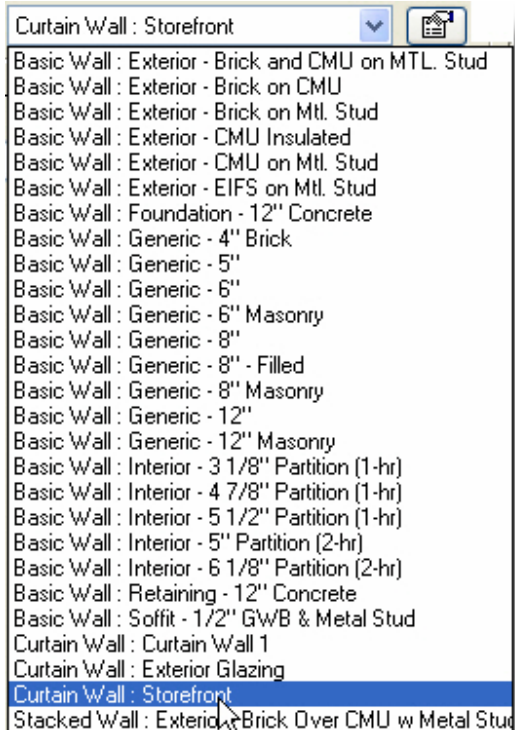 Curtain Wall : Storefront
Basic Wall : Exterior - Brick and CMU on MTL. Stud
Basic Wall : Exterior - Brick on CMU
Basic Wall : Exterior - Brick on Mtl. Stud
Basic Wall : Exterior - CMU Insulated
Basic Wall : Exterior - CMU on Mtl. Stud
Basic Wall : Exterior - EIFS on Mtl. Stud
Basic Wall : Foundation - 12" Concrete
Basic Wall : Generic - 4" Brick
Basic Wall : Generic - 5"
Basic Wall : Generic - 6"
Basic Wall : Generic - 6" Masonry
Basic Wall : Generic - 8"
Basic Wall : Generic - 8" - Filled
Basic Wall : Generic - 8" Masonry
Basic Wall : Generic - 12"
Basic Wall : Generic - 12" Masonry
Basic Wall : Interior - 3 1/8" Partition (1-hr)
Basic Wall : Interior - 4 7/8" Partition (1-hr)
Basic Wall : Interior - 5 1/2" Partition (1-hr)
Basic Wall : Interior - 5" Partition (2-hr)
Basic Wall : Interior - 6 1/8" Partition (2-hr)
Basic Wall : Retaining - 12" Concrete
Basic Wall : Soffit - 1/2" GWB & Metal Stud
Curtain Wall : Curtain Wall 1
Curtain Wall : Exterior Glazing
Curtain Wall : Storefront
Stacked Wall : Exterior - Brick Over CMU w Metal Stud